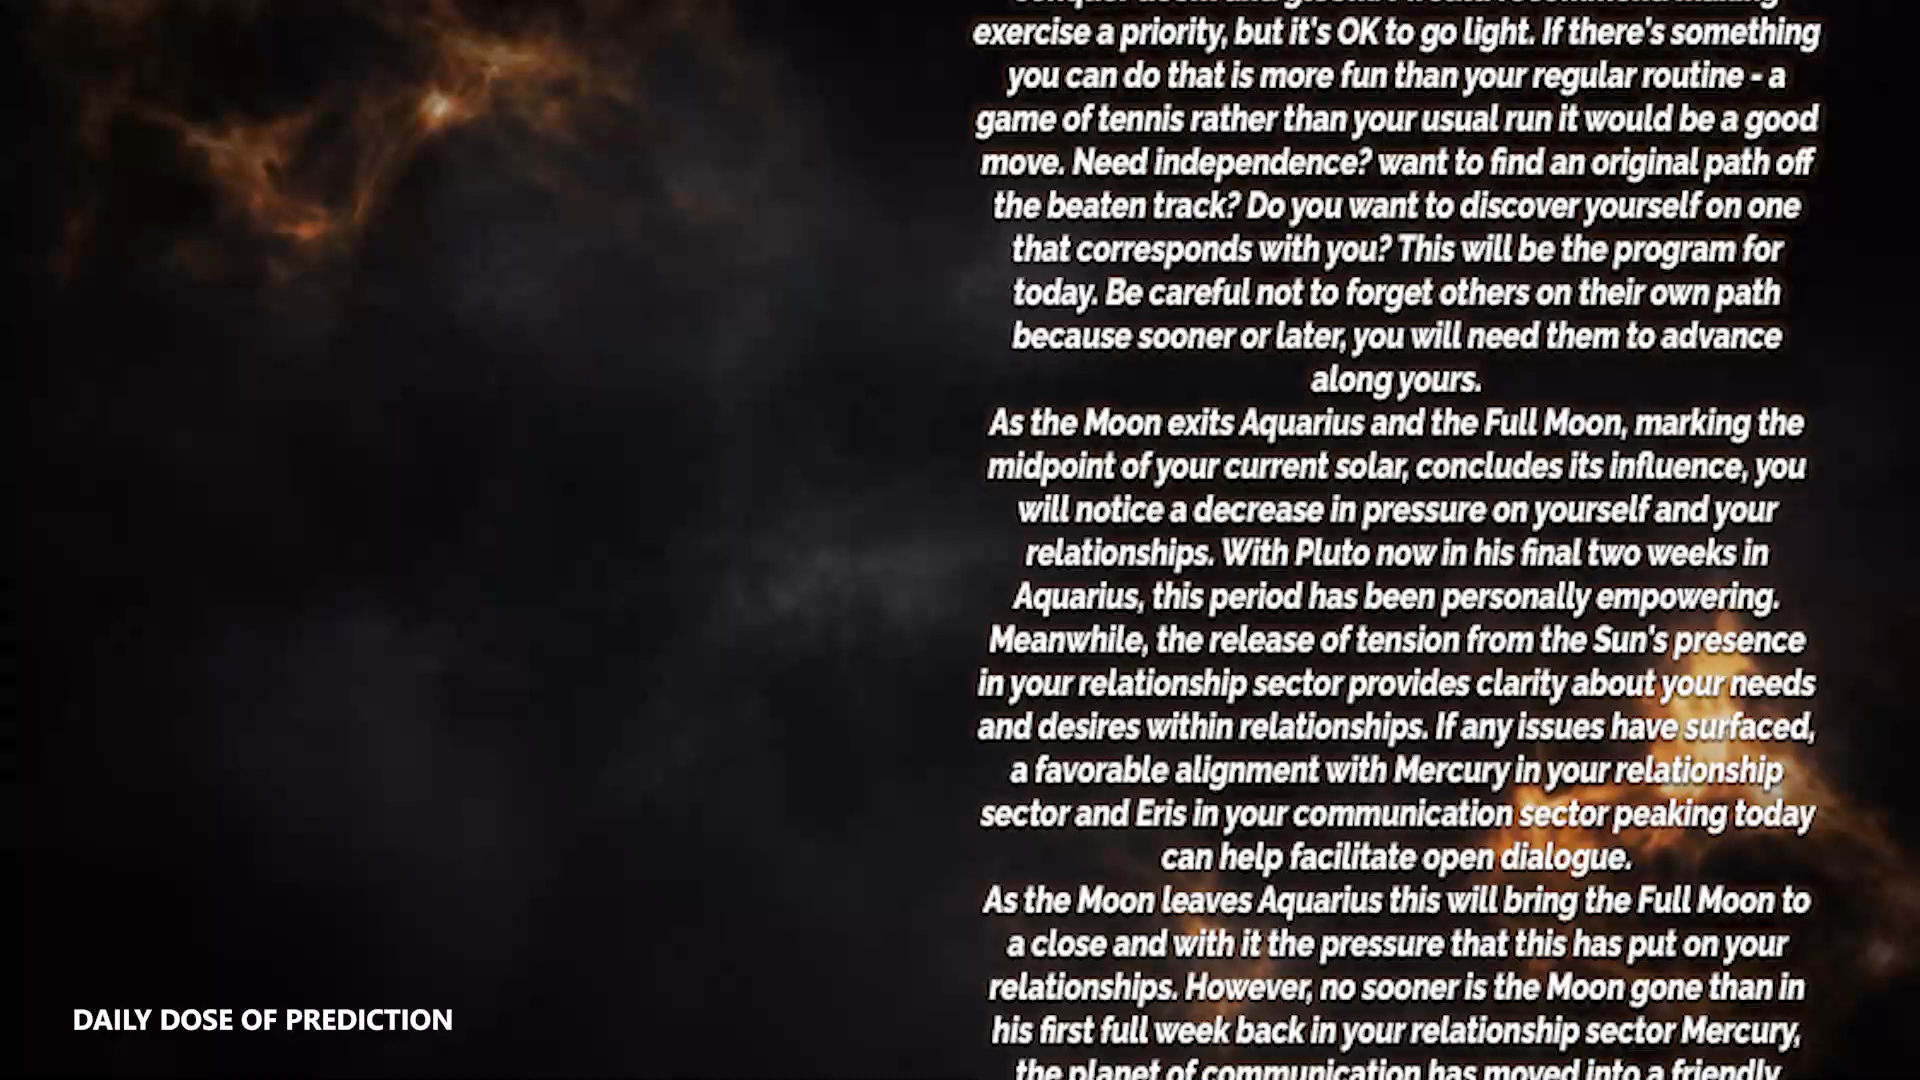 exercise a priority, but it's OK to go light. If there's something
you can do that is more fun than your regular routine - a
game of tennis rather than your usual run it would be a good
move. Need independence? want to find an original path off
the beaten track? Do you want to discover yourself on one
that corresponds with you? This will be the program for
today. Be careful not to forget others on their own path
because sooner or later, you will need them to advance
along yours.
As the Moon exits Aquarius and the Full Moon, marking the
midpoint of your current solar, concludes its influence, you
will notice a decrease in pressure on yourself and your
relationships. With Pluto now in his final two weeks in
Aquarius, this period has been personally empowering.
Meanwhile, the release of tension from the Sun's presence
in your relationship sector provides clarity about your needs
and desires within relationships. If any issues have surfaced,
a favorable alignment with Mercury in your relationship
sector and Eris in your communication sector peaking today
can help facilitate open dialogue.
As the Moon leaves Aquarius this will bring the Full Moon to
a close and with it the pressure that this has put on your
relationships. However, no sooner is the Moon gone than in
his first full week back in your relationship sector Mercury,
the planet of communication has moved into a friendly
DAILY DOSE OF PREDICTION